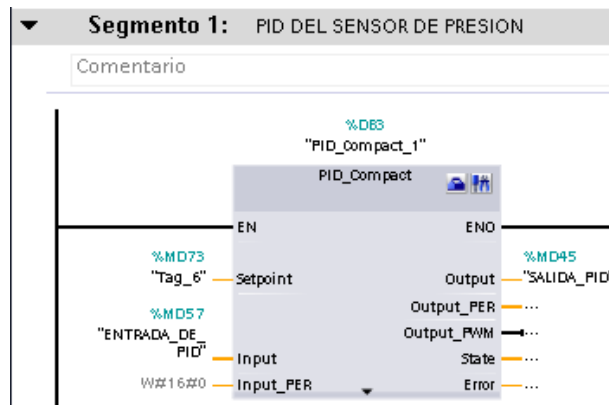 Segmento 1: PID DEL SENSOR DE PRESION
Comentario
%DB3
"PID_Compact_1"
PID_Compact
EN ENO
%MD73 %MD45
"Tag_6" Setpoint Output "SALIDA_PID"
Output_PER ...
%MD57
"ENTRADA_DE_ Output_PWM ...
PID" Input State ...
W#16#0 Input_PER Error ...